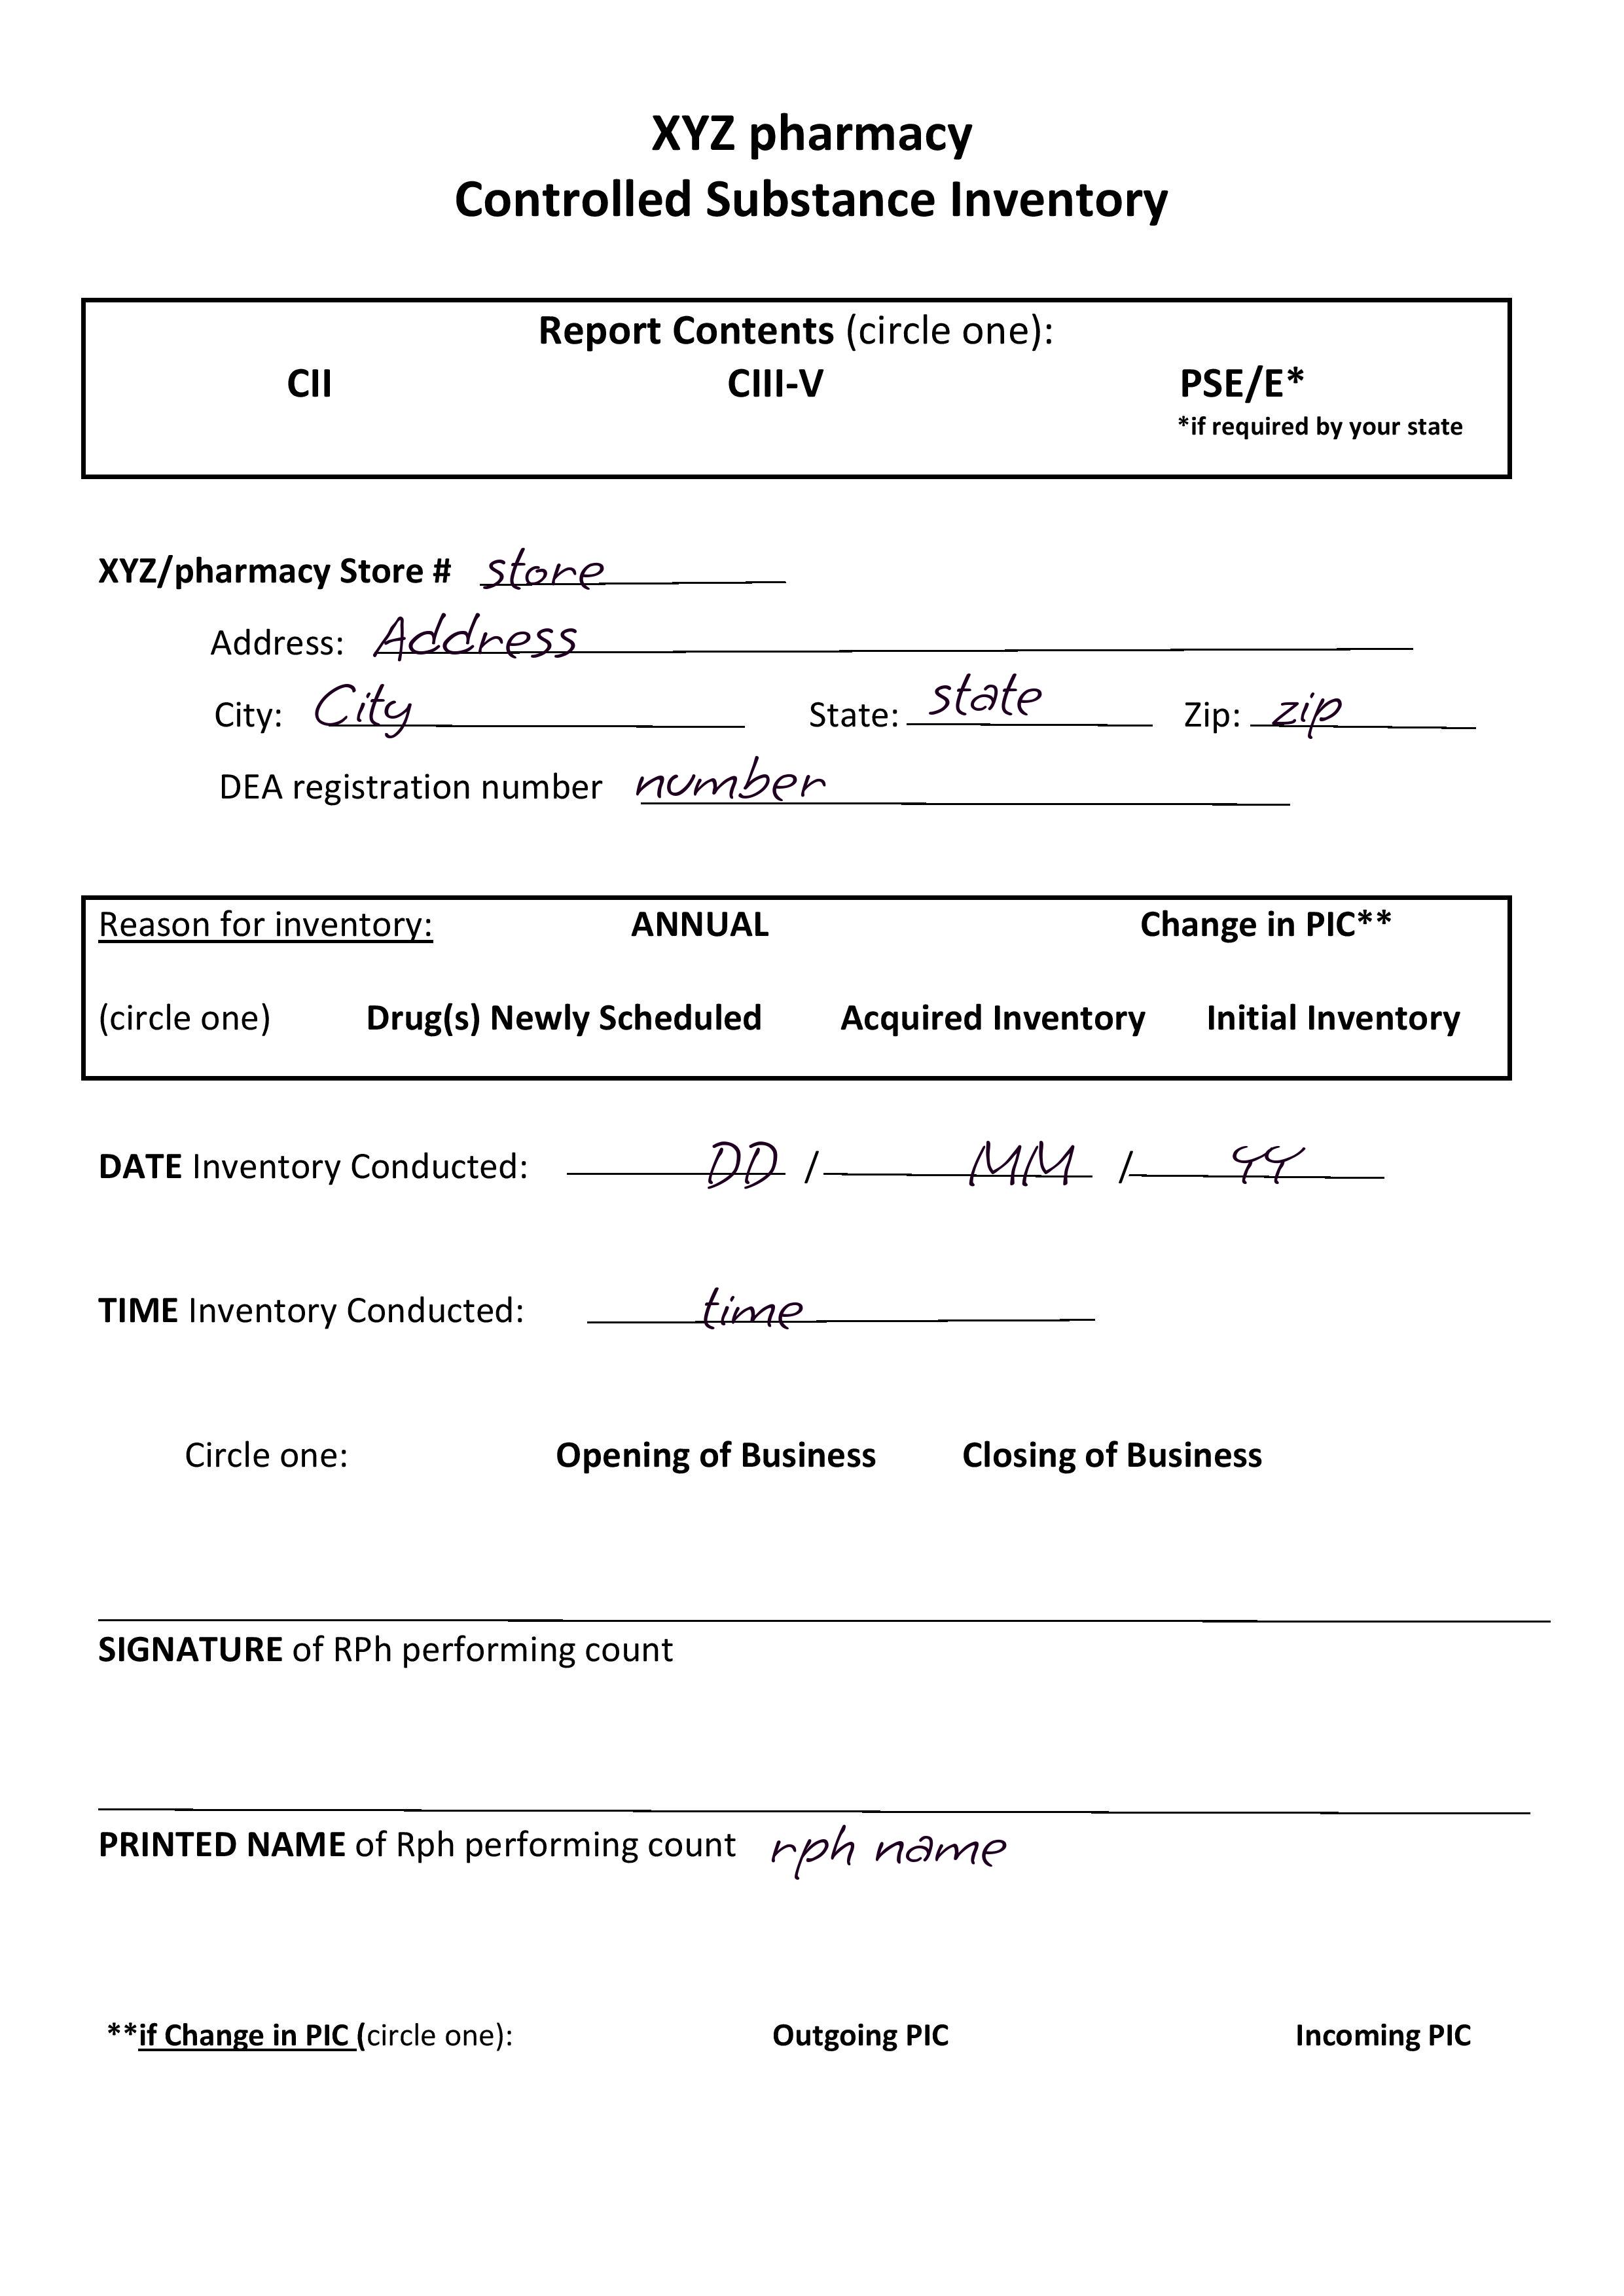 XYZ pharmacy
Controlled Substance Inventory
Report Contents (circle one):
CII CIII-V PSE/E*
*if required by your state
XYZ/pharmacy Store # store
Address: Address
City: City State: state Zip: zip
DEA registration number number
Reason for inventory: ANNUAL Change in PIC**
(circle one) Drug(s) Newly Scheduled Acquired Inventory Initial Inventory
DATE Inventory Conducted: DD / MM / YY
TIME Inventory Conducted: time
Circle one: Opening of Business Closing of Business
SIGNATURE of RPh performing count
PRINTED NAME of Rph performing count rph name
**if Change in PIC (circle one): Outgoing PIC Incoming PIC